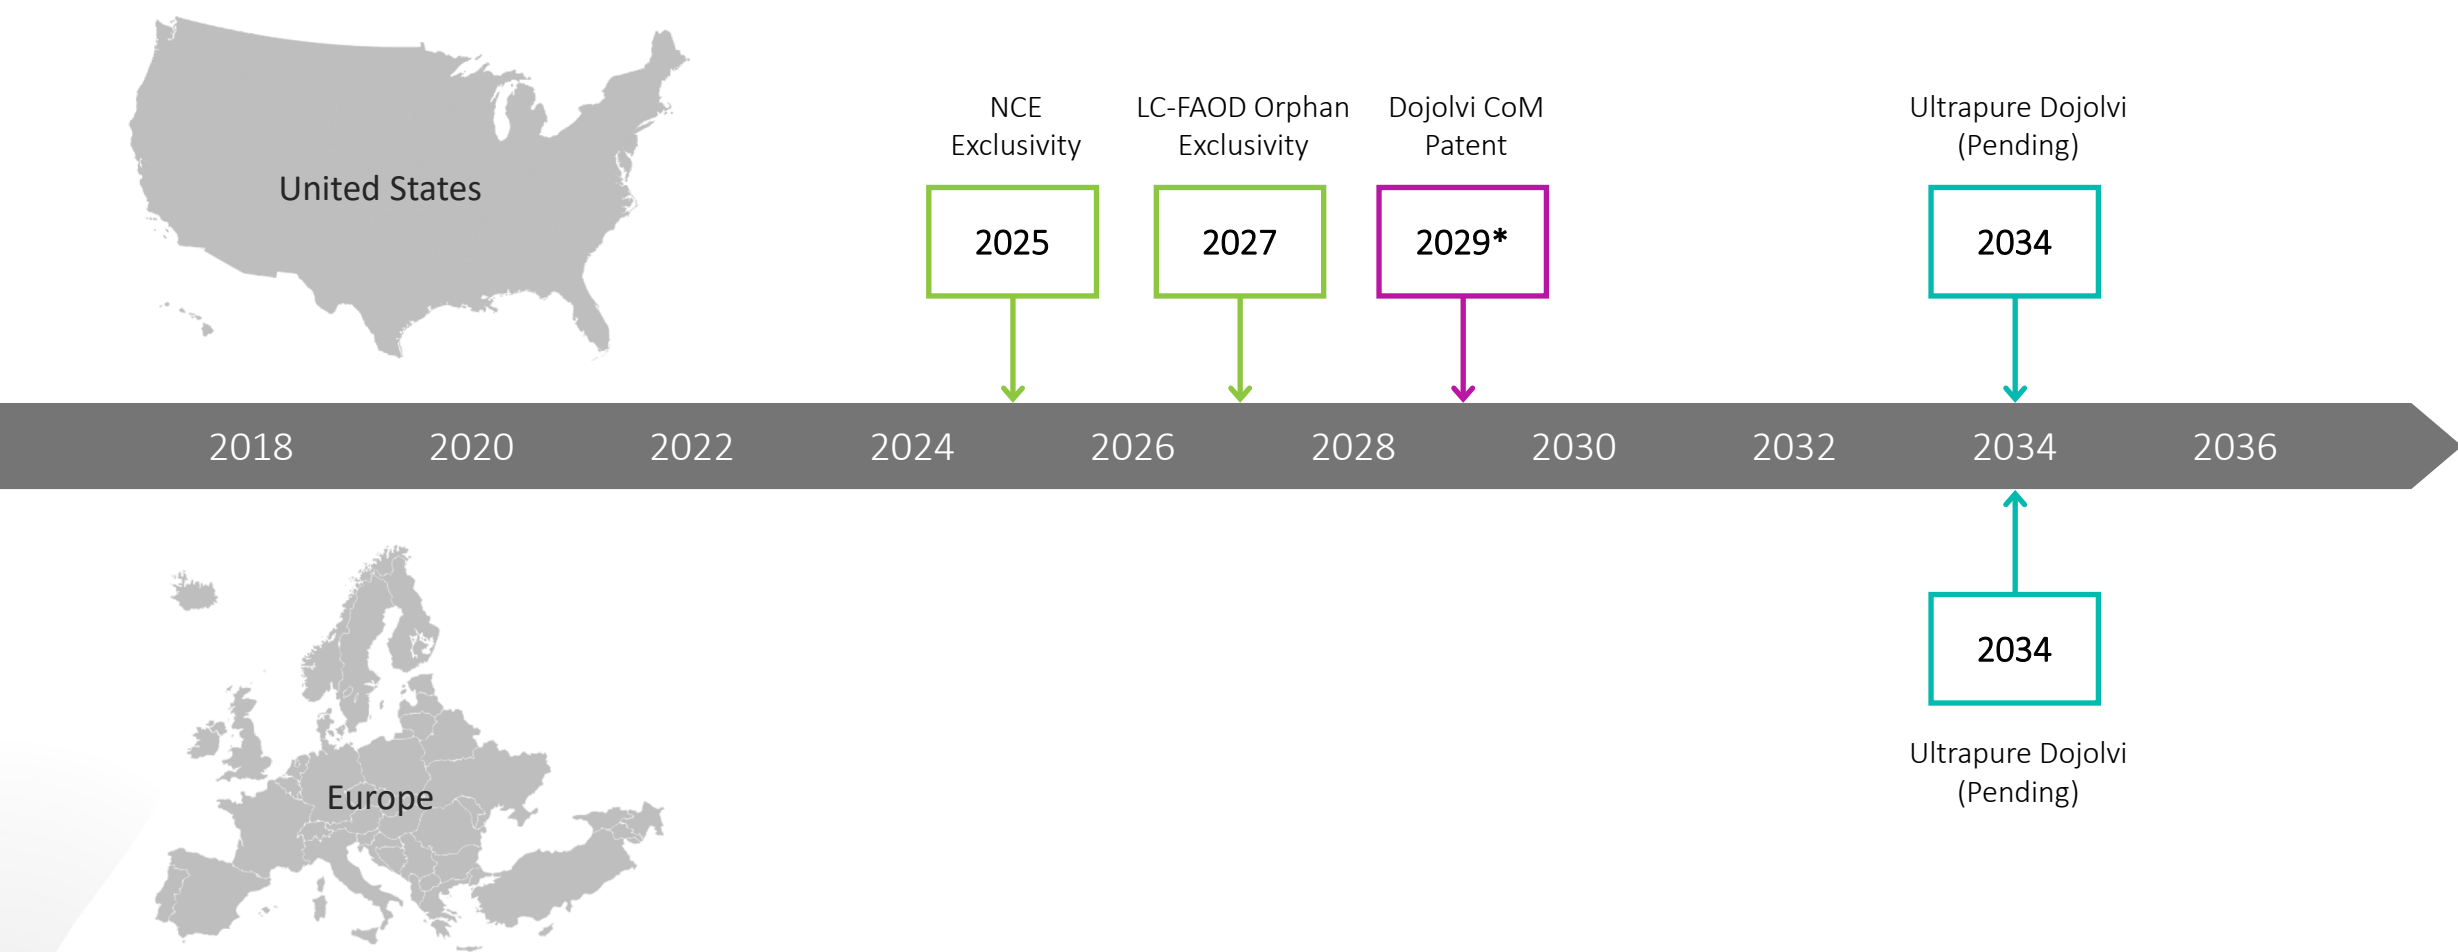 United States
NCE
Exclusivity
2025
LC-FAOD Orphan
Exclusivity
2027
Dojolvi CoM
Patent
2029*
Ultrapure Dojolvi
(Pending)
2034
2018 2020 2022 2024 2026 2028 2030 2032 2034 2036
Europe
2034
Ultrapure Dojolvi
(Pending)